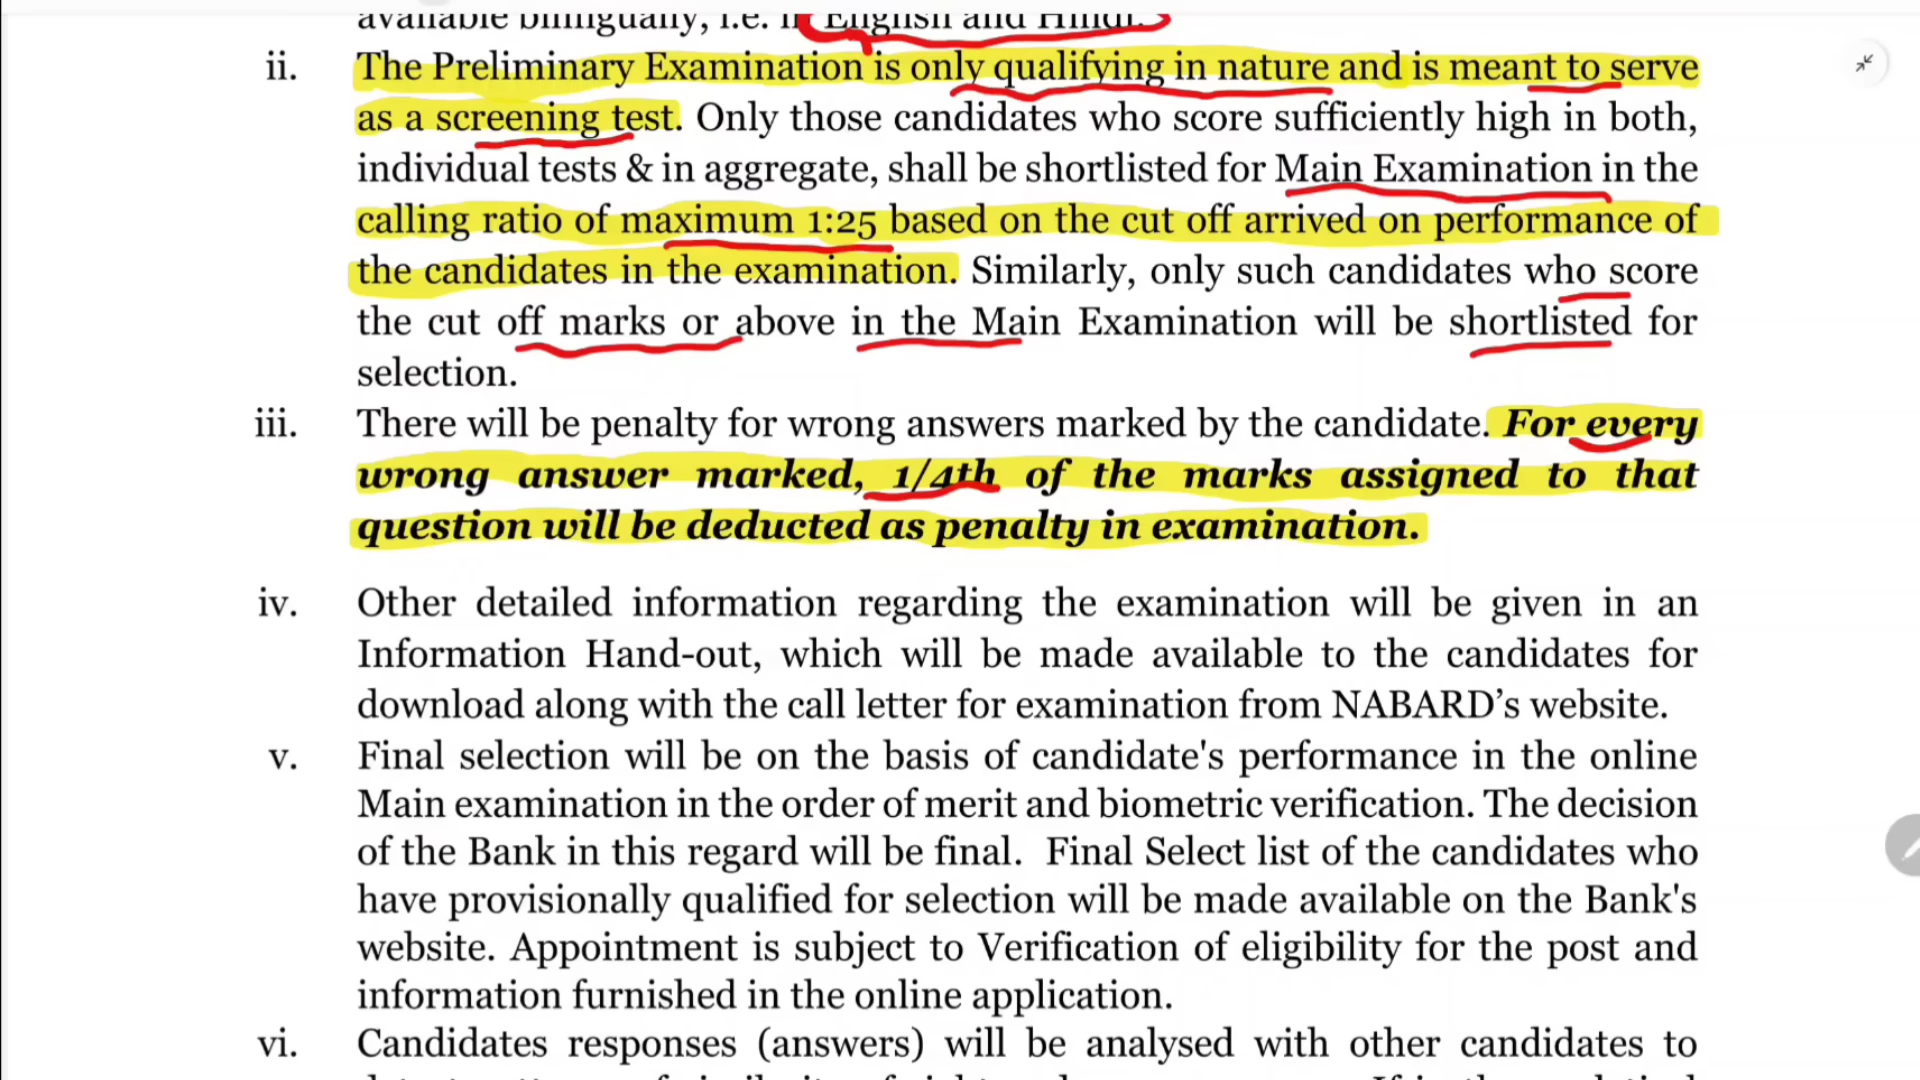 available bilingually, i.e. in English and Hindi.
ii. The Preliminary Examination is only qualifying in nature and is meant to serve
as a screening test. Only those candidates who score sufficiently high in both,
individual tests & in aggregate, shall be shortlisted for Main Examination in the
calling ratio of maximum 1:25 based on the cut off arrived on performance of
the candidates in the examination. Similarly, only such candidates who score
the cut off marks or above in the Main Examination will be shortlisted for
selection.
iii. There will be penalty for wrong answers marked by the candidate. For every
wrong answer marked, 1/4th of the marks assigned to that
question will be deducted as penalty in examination.
iv. Other detailed information regarding the examination will be given in an
Information Hand-out, which will be made available to the candidates for
download along with the call letter for examination from NABARD’s website.
v. Final selection will be on the basis of candidate's performance in the online
Main examination in the order of merit and biometric verification. The decision
of the Bank in this regard will be final. Final Select list of the candidates who
have provisionally qualified for selection will be made available on the Bank's
website. Appointment is subject to Verification of eligibility for the post and
information furnished in the online application.
vi. Candidates responses (answers) will be analysed with other candidates to